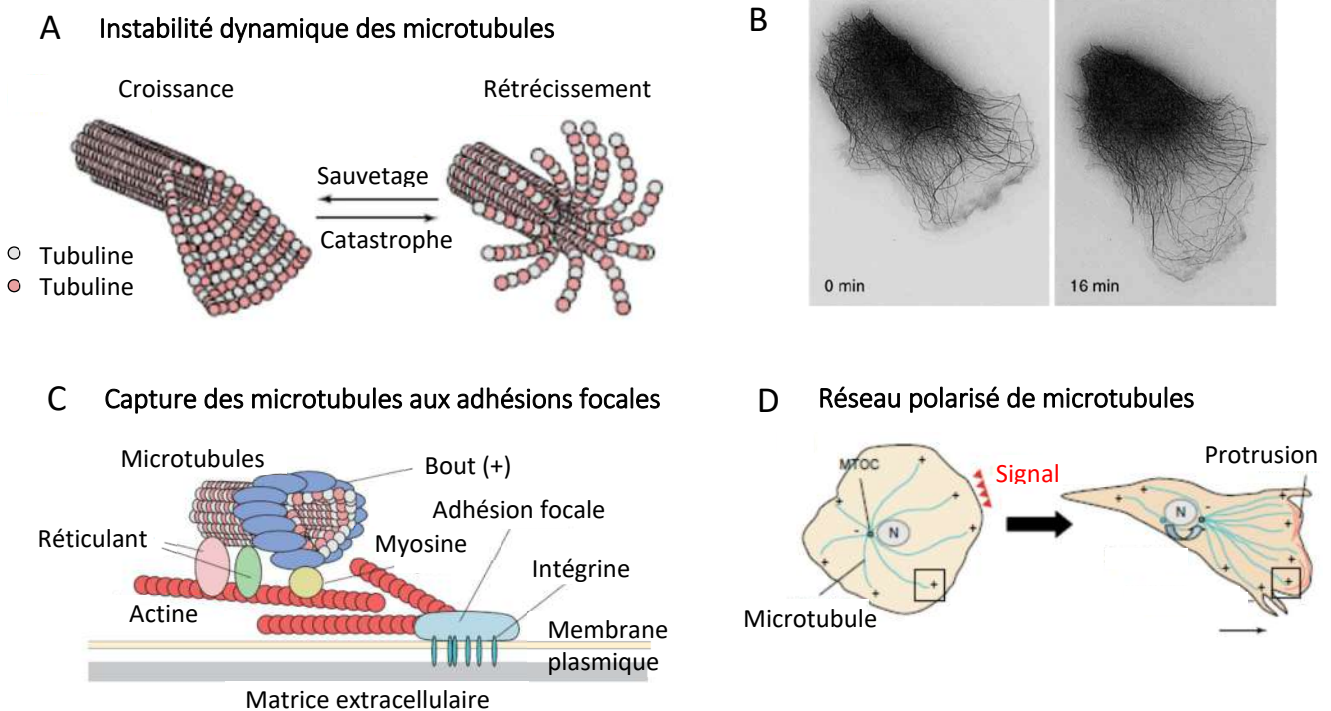 A Instabilité dynamique des microtubules
Croissance
Rétrécissement
Sauvetage
Catastrophe
Tubuline
Tubuline
B
0 min
16 min
C Capture des microtubules aux adhésions focales
Microtubules
Bout (+)
Adhésion focale
Réticulant
Myosine
Intégrine
Actine
Membrane
plasmique
Matrice extracellulaire
D Réseau polarisé de microtubules
MTOC
Signal
Protrusion
N
N
Microtubule
+
+
+
+
+
+
+
-
+
+
+
+
+
+
+
-